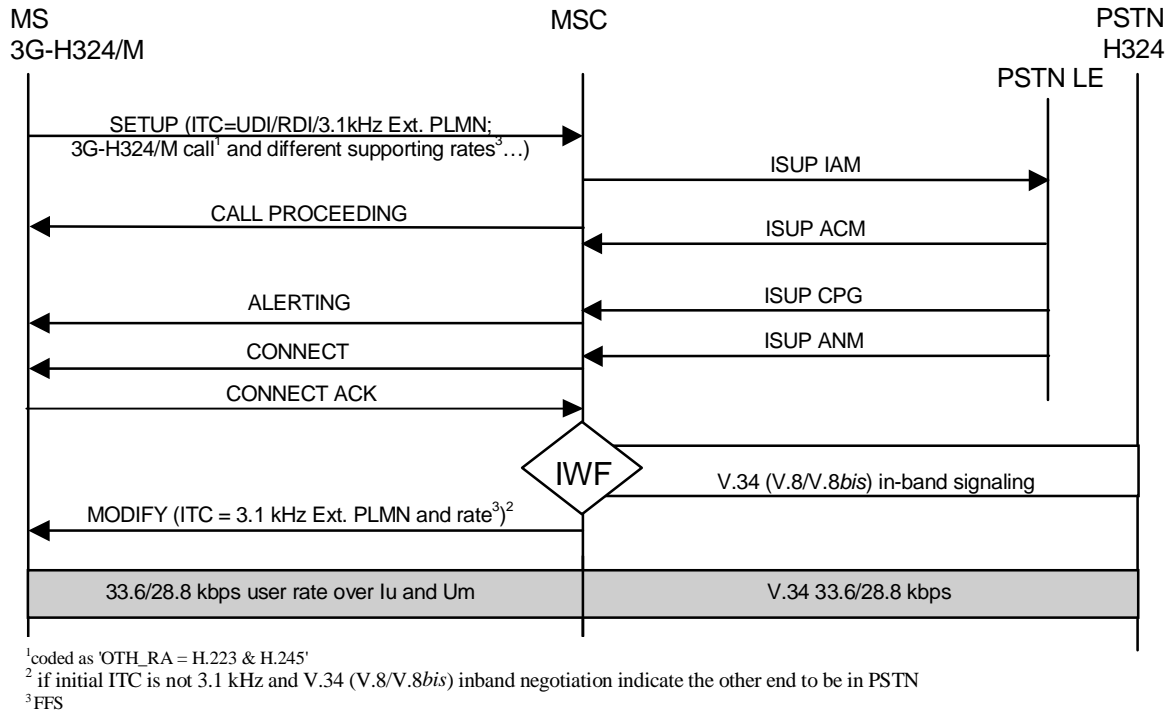 MS
3G-H324/M
MSC
PSTN
H324
PSTN LE
SETUP (ITC=UDI/RDI/3.1kHz Ext. PLMN;
3G-H324/M call¹ and different supporting rates³…)
ISUP IAM
CALL PROCEEDING
ISUP ACM
ALERTING
ISUP CPG
CONNECT
ISUP ANM
CONNECT ACK
IWF
V.34 (V.8/V.8bis) in-band signaling
MODIFY (ITC = 3.1 kHz Ext. PLMN and rate³)²
33.6/28.8 kbps user rate over Iu and Um
V.34 33.6/28.8 kbps
¹coded as 'OTH_RA = H.223 & H.245'
² if initial ITC is not 3.1 kHz and V.34 (V.8/V.8bis) inband negotiation indicate the other end to be in PSTN
³ FFS